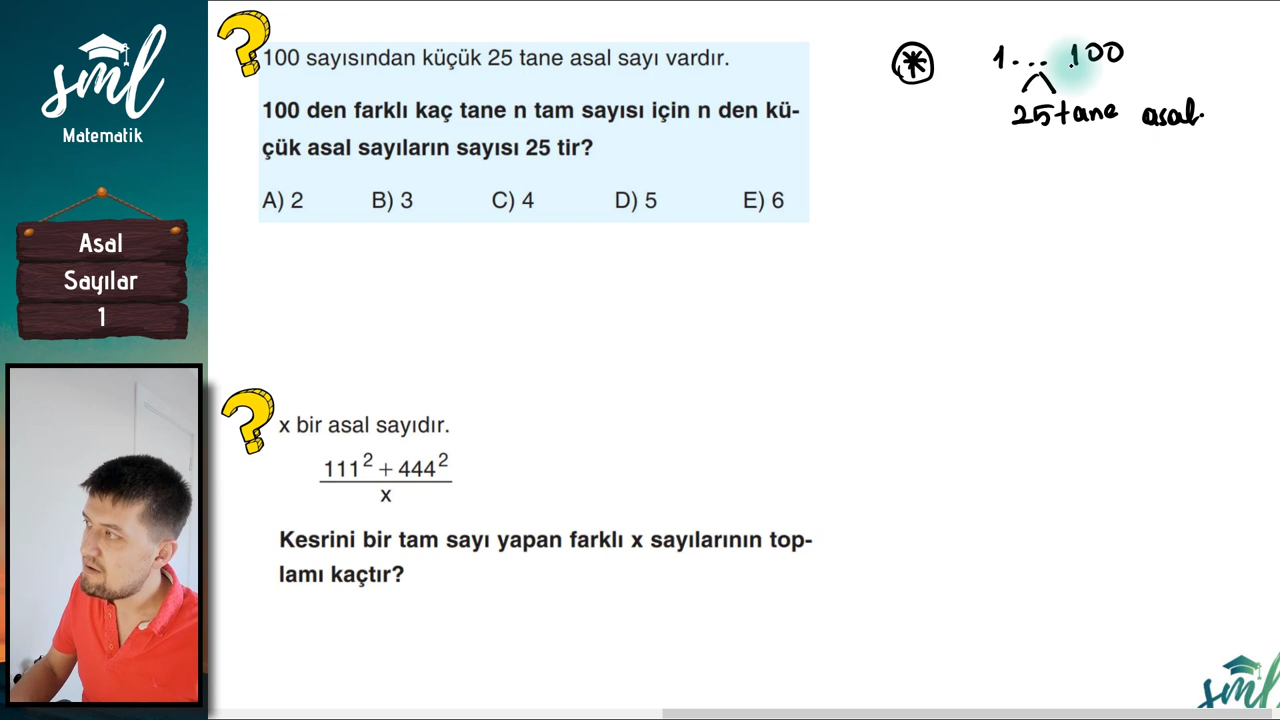 sml
Matematik
Asal
Sayılar
1
100 sayısından küçük 25 tane asal sayı vardır.
100 den farklı kaç tane n tam sayısı için n den kü-
çük asal sayıların sayısı 25 tir?
A) 2 B) 3 C) 4 D) 5 E) 6
1... 100
25 tane asal.
x bir asal sayıdır.
111² + 444²
x
Kesrini bir tam sayı yapan farklı x sayılarının top-
lamı kaçtır?
sml